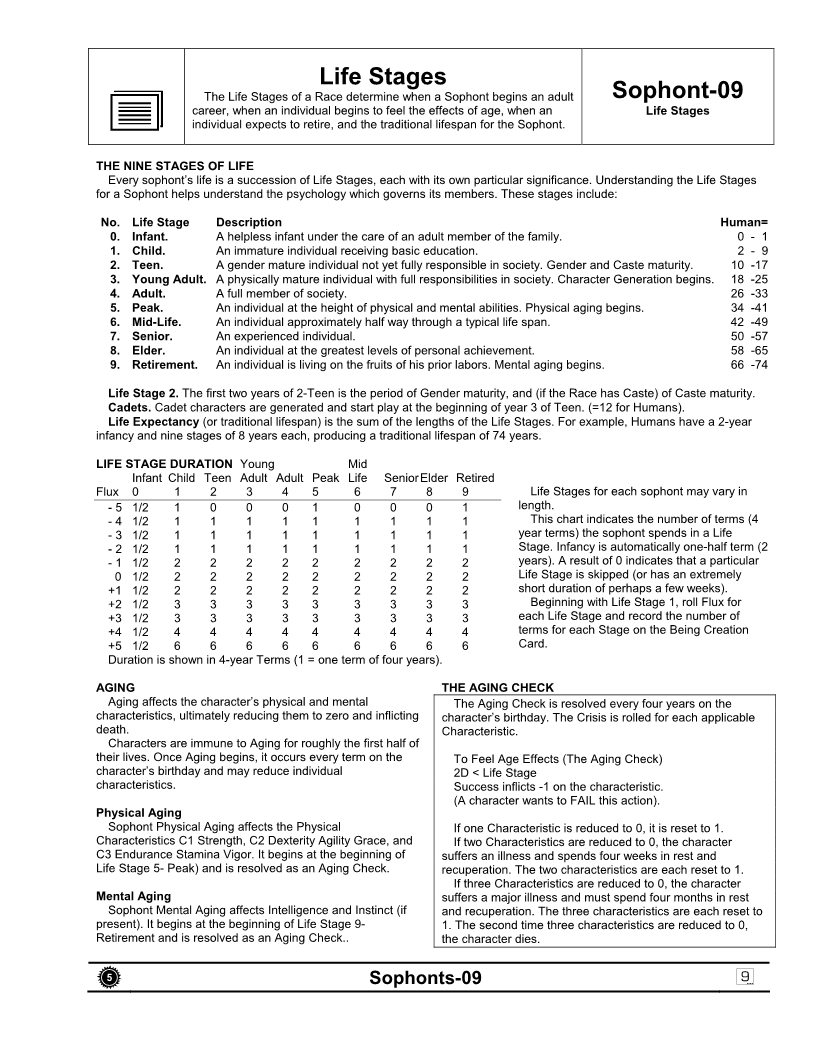 Life Stages
The Life Stages of a Race determine when a Sophont begins an adult
career, when an individual begins to feel the effects of age, when an
individual expects to retire, and the traditional lifespan for the Sophont.
Sophont-09
Life Stages
THE NINE STAGES OF LIFE
Every sophont's life is a succession of Life Stages, each with its own particular significance. Understanding the Life Stages
for a Sophont helps understand the psychology which governs its members. These stages include:
No. Life Stage Description Human=
0. Infant. A helpless infant under the care of an adult member of the family. 0 - 1
1. Child. An immature individual receiving basic education. 2 - 9
2. Teen. A gender mature individual not yet fully responsible in society. Gender and Caste maturity. 10 -17
3. Young Adult. A physically mature individual with full responsibilities in society. Character Generation begins. 18 -25
4. Adult. A full member of society. 26 -33
5. Peak. An individual at the height of physical and mental abilities. Physical aging begins. 34 -41
6. Mid-Life. An individual approximately half way through a typical life span. 42 -49
7. Senior. An experienced individual. 50 -57
8. Elder. An individual at the greatest levels of personal achievement. 58 -65
9. Retirement. An individual is living on the fruits of his prior labors. Mental aging begins. 66 -74
Life Stage 2. The first two years of 2-Teen is the period of Gender maturity, and (if the Race has Caste) of Caste maturity.
Cadets. Cadet characters are generated and start play at the beginning of year 3 of Teen. (=12 for Humans).
Life Expectancy (or traditional lifespan) is the sum of the lengths of the Life Stages. For example, Humans have a 2-year
infancy and nine stages of 8 years each, producing a traditional lifespan of 74 years.
LIFE STAGE DURATION Young Mid
Infant Child Teen Adult Adult Peak Life Senior Elder Retired
Flux 0 1 2 3 4 5 6 7 8 9
- 5 1/2 1 0 0 0 1 0 0 0 1
- 4 1/2 1 1 1 1 1 1 1 1 1
- 3 1/2 1 1 1 1 1 1 1 1 1
- 2 1/2 1 1 1 1 1 1 1 1 1
- 1 1/2 2 2 2 2 2 2 2 2 2
0 1/2 2 2 2 2 2 2 2 2 2
+1 1/2 2 2 2 2 2 2 2 2 2
+2 1/2 3 3 3 3 3 3 3 3 3
+3 1/2 3 3 3 3 3 3 3 3 3
+4 1/2 4 4 4 4 4 4 4 4 4
+5 1/2 6 6 6 6 6 6 6 6 6
Duration is shown in 4-year Terms (1 = one term of four years).
Life Stages for each sophont may vary in
length.
This chart indicates the number of terms (4
year terms) the sophont spends in a Life
Stage. Infancy is automatically one-half term (2
years). A result of 0 indicates that a particular
Life Stage is skipped (or has an extremely
short duration of perhaps a few weeks).
Beginning with Life Stage 1, roll Flux for
each Life Stage and record the number of
terms for each Stage on the Being Creation
Card.
AGING
Aging affects the character's physical and mental
characteristics, ultimately reducing them to zero and inflicting
death.
Characters are immune to Aging for roughly the first half of
their lives. Once Aging begins, it occurs every term on the
character's birthday and may reduce individual
characteristics.
Physical Aging
Sophont Physical Aging affects the Physical
Characteristics C1 Strength, C2 Dexterity Agility Grace, and
C3 Endurance Stamina Vigor. It begins at the beginning of
Life Stage 5- Peak) and is resolved as an Aging Check.
Mental Aging
Sophont Mental Aging affects Intelligence and Instinct (if
present). It begins at the beginning of Life Stage 9-
Retirement and is resolved as an Aging Check..
THE AGING CHECK
The Aging Check is resolved every four years on the
character's birthday. The Crisis is rolled for each applicable
Characteristic.
To Feel Age Effects (The Aging Check)
2D < Life Stage
Success inflicts -1 on the characteristic.
(A character wants to FAIL this action).
If one Characteristic is reduced to 0, it is reset to 1.
If two Characteristics are reduced to 0, the character
suffers an illness and spends four weeks in rest and
recuperation. The two characteristics are each reset to 1.
If three Characteristics are reduced to 0, the character
suffers a major illness and must spend four months in rest
and recuperation. The three characteristics are each reset to
1. The second time three characteristics are reduced to 0,
the character dies.
5
Sophonts-09
9